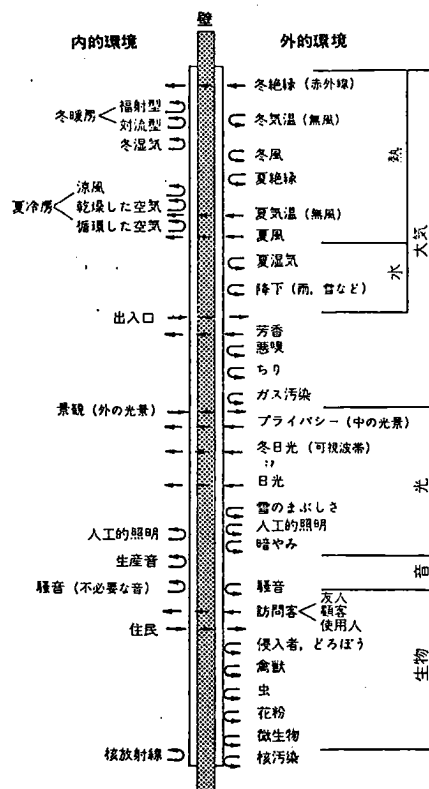 壁
内的環境
外的環境
冬絶縁（赤外線）
冬暖房
輻射型
対流型
冬気温（無風）
冬湿気
冬風
夏絶縁
夏冷房
涼風
乾燥した空気
循環した空気
夏気温（無風）
夏風
夏湿気
降下（雨，雪など）
出入口
芳香
悪嗅
ちり
ガス汚染
景観（外の光景）
プライバシー（中の光景）
冬日光（可視波帯）
〃
日光
雪のまぶしさ
人工的照明
人工的照明
暗やみ
生産音
騒音（不必要な音）
騒音
訪問客
友人
顧客
使用人
住民
侵入者，どろぼう
禽獣
虫
花粉
微生物
核放射線
核汚染
熱
水
大気
光
音
生物